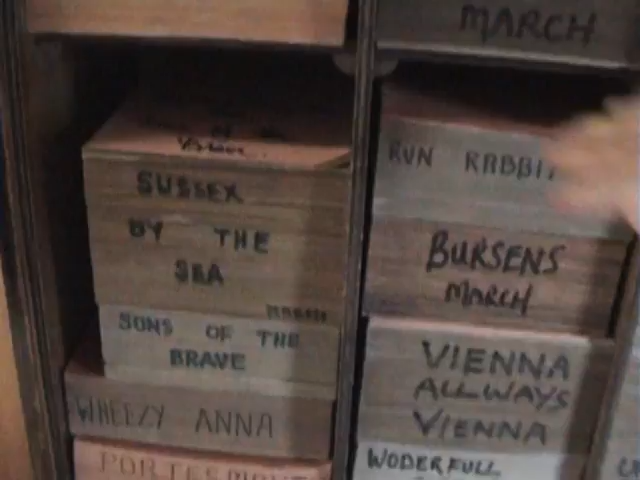 MARCH
SUSSEX
BY THE
SEA
MARCH
SONS OF THE
BRAVE
WHEEZY ANNA
RUN RABBIT
BURSENS
MARCH
VIENNA
ALLWAYS
VIENNA
WODERFULL